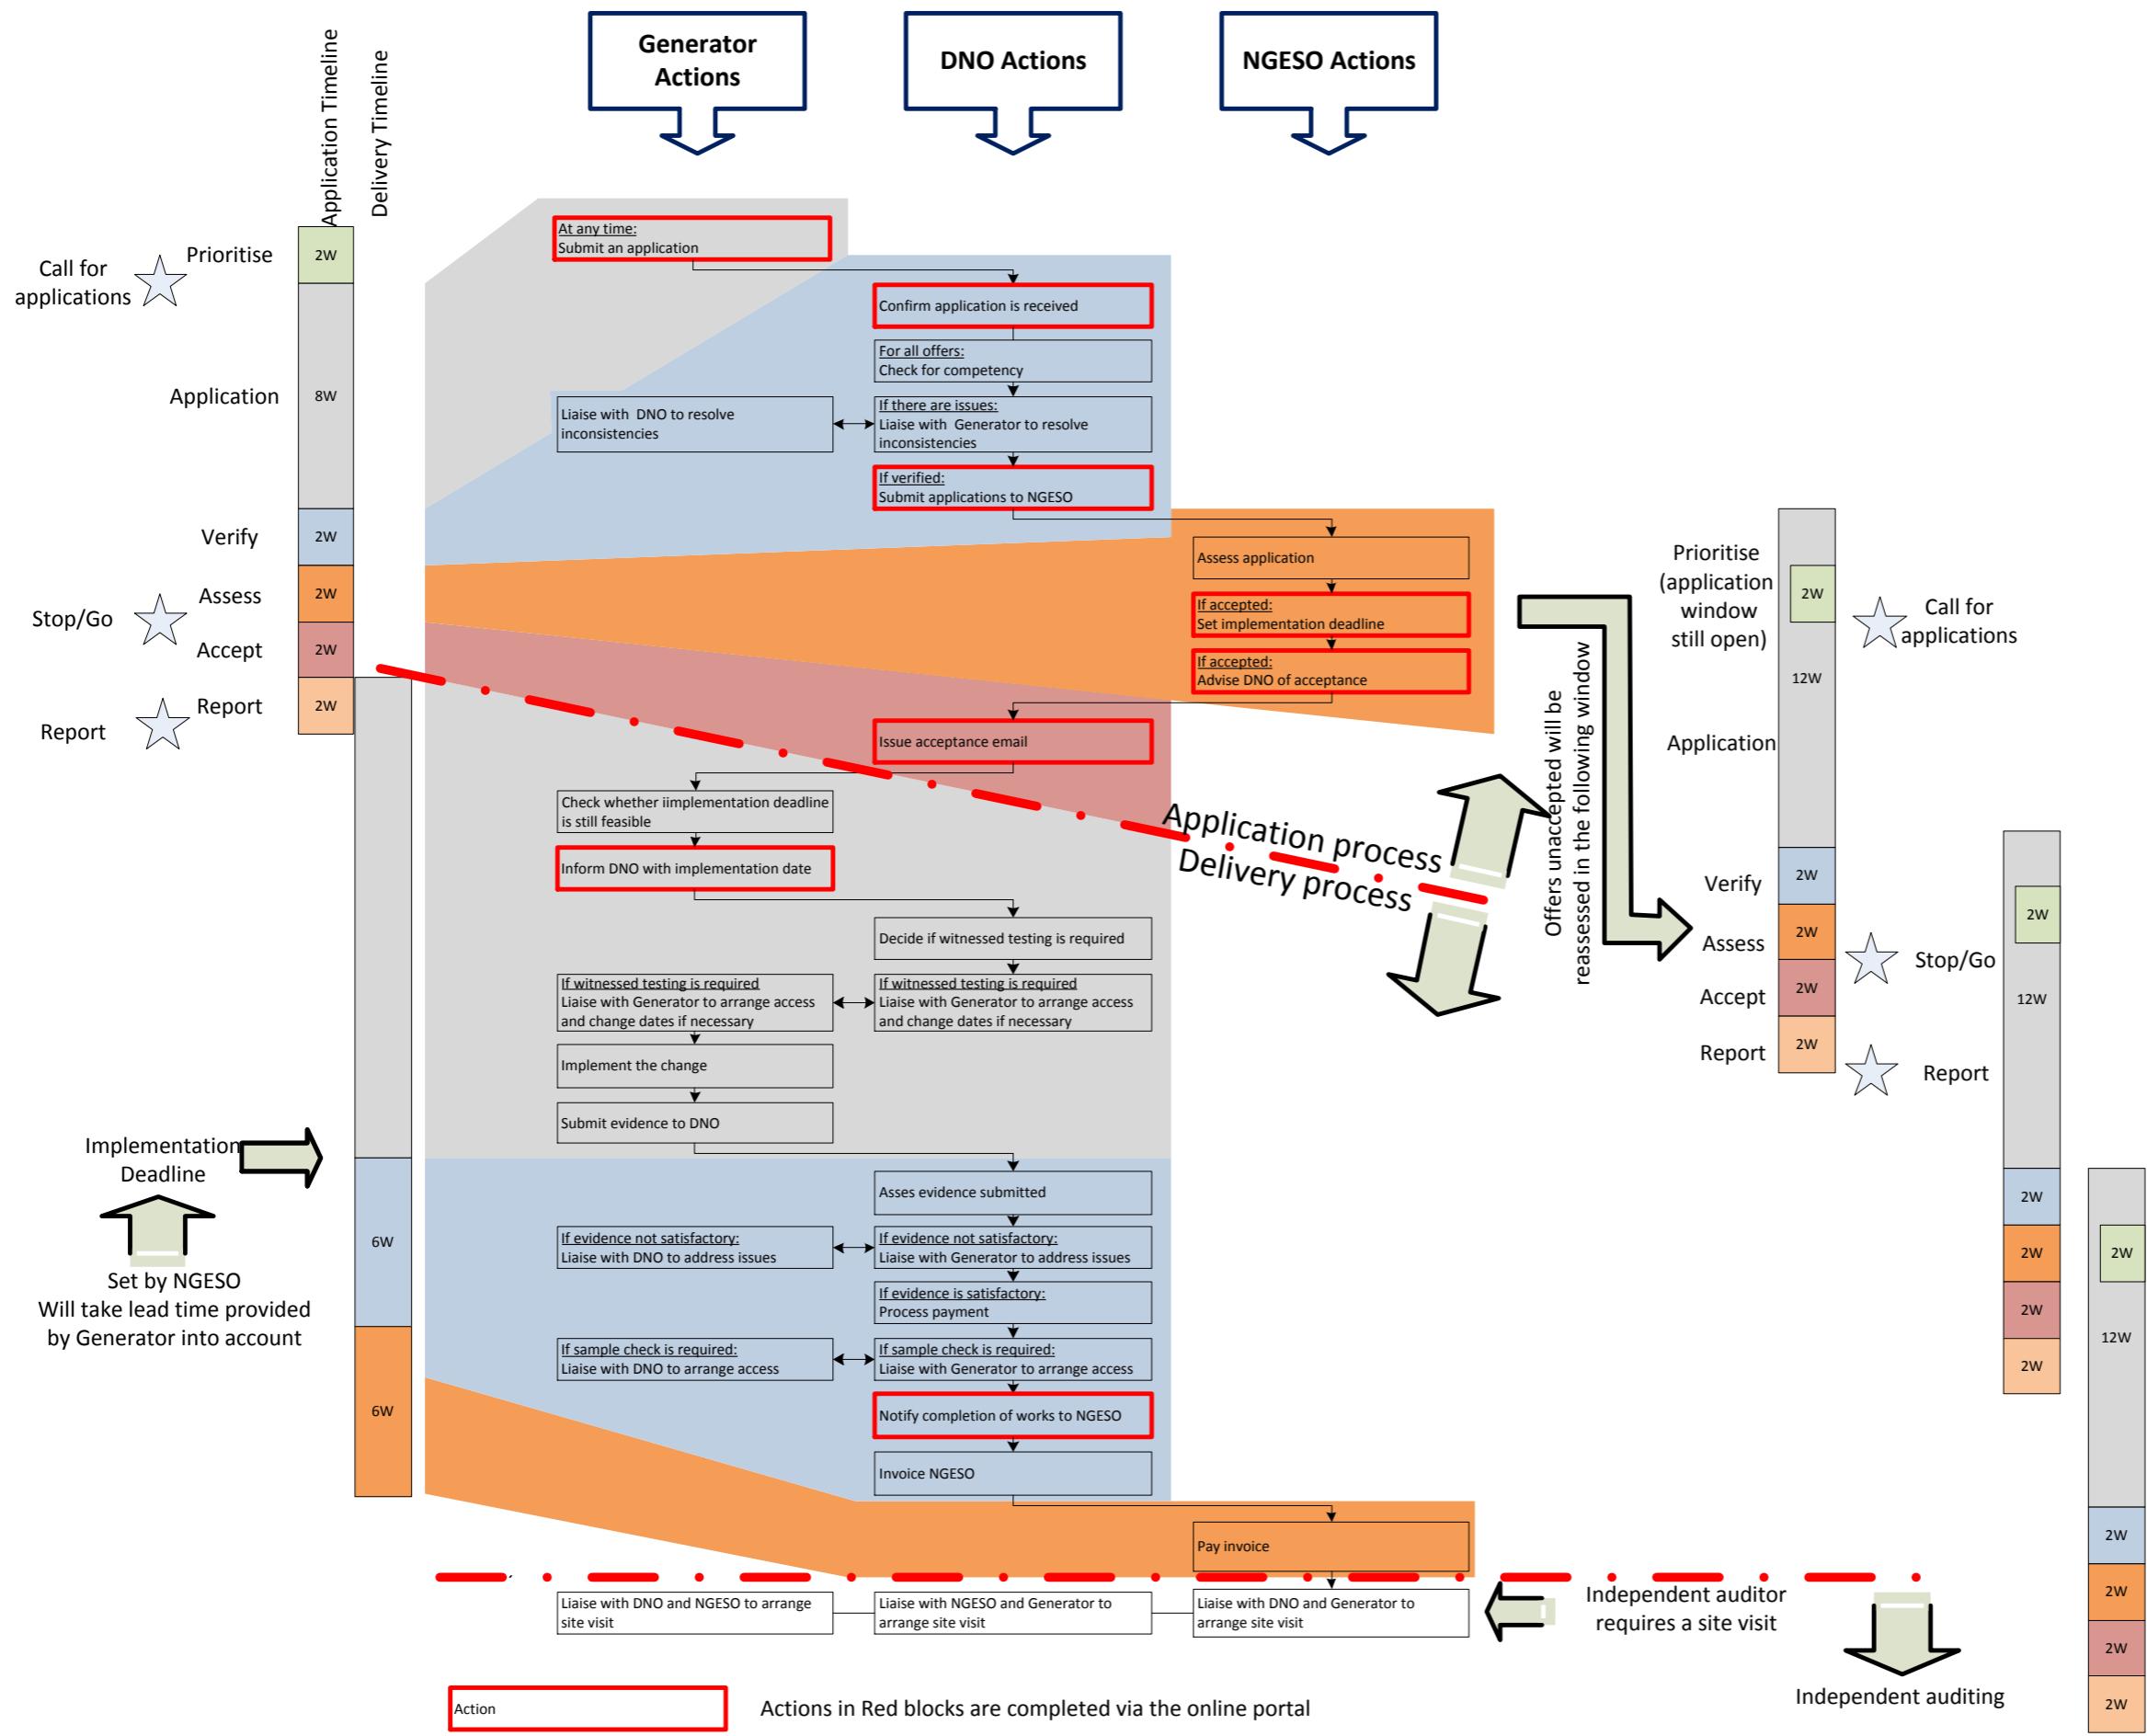 Application Timeline
Delivery Timeline
Generator
Actions
DNO Actions
NGESO Actions
Call for
applications
Prioritise
2W
Application
8W
Verify
2W
Stop/Go
Assess
2W
Accept
2W
Report
Report
2W
At any time:
Submit an application
Confirm application is received
For all offers:
Check for competency
Liaise with  DNO to resolve
inconsistencies
If there are issues:
Liaise with  Generator to resolve
inconsistencies
If verified:
Submit applications to NGESO
Assess application
If accepted:
Set implementation deadline
If accepted:
Advise DNO of acceptance
Issue acceptance email
Check whether iimplementation deadline
is still feasible
Inform DNO with implementation date
Application process
Delivery process
Decide if witnessed testing is required
If witnessed testing is required
Liaise with Generator to arrange access
and change dates if necessary
If witnessed testing is required
Liaise with Generator to arrange access
and change dates if necessary
Implement the change
Submit evidence to DNO
Implementation
Deadline
Set by NGESO
Will take lead time provided
by Generator into account
6W
6W
Asses evidence submitted
If evidence not satisfactory:
Liaise with DNO to address issues
If evidence not satisfactory:
Liaise with Generator to address issues
If evidence is satisfactory:
Process payment
If sample check is required:
Liaise with DNO to arrange access
If sample check is required:
Liaise with Generator to arrange access
Notify completion of works to NGESO
Invoice NGESO
Pay invoice
Liaise with DNO and NGESO to arrange
site visit
Liaise with NGESO and Generator to
arrange site visit
Liaise with DNO and Generator to
arrange site visit
Independent auditor
requires a site visit
Independent auditing
Action
Actions in Red blocks are completed via the online portal
Offers unaccepted will be
reassessed in the following window
Prioritise
(application
window
still open)
2W
Call for
applications
12W
Application
Verify
2W
Assess
2W
Stop/Go
Accept
2W
Report
2W
Report
2W
12W
2W
2W
2W
2W
2W
12W
2W
2W
2W
2W